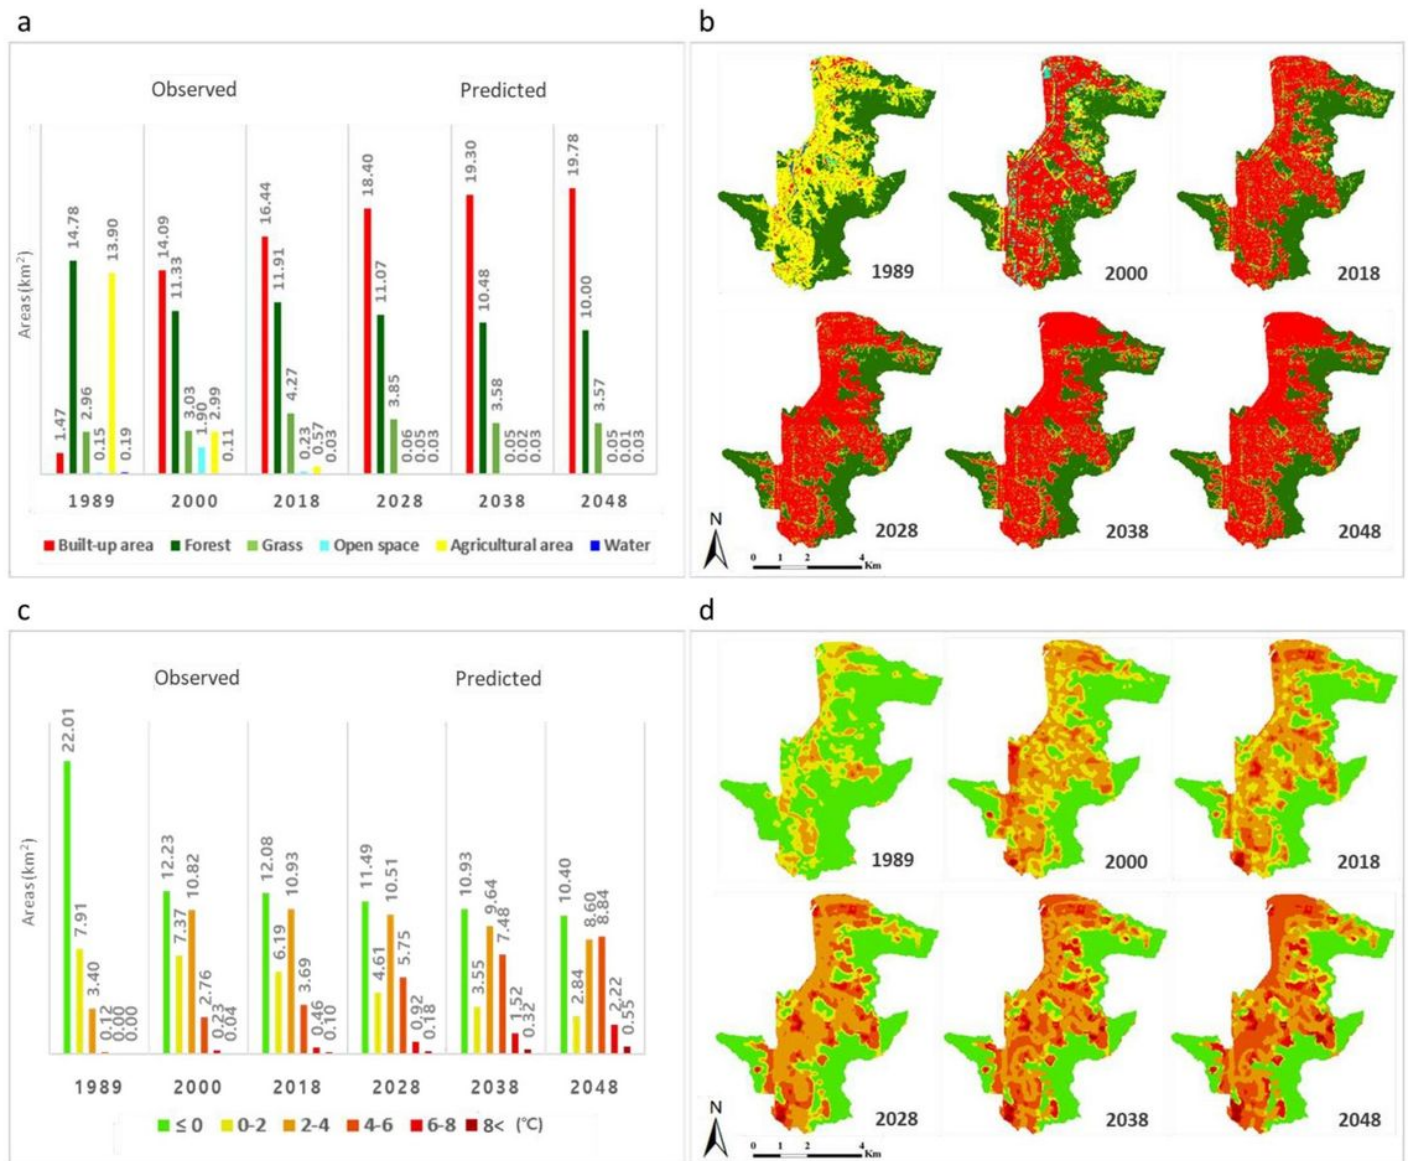 a
Observed Predicted
Areas(km²)
1.47 14.78 2.96 0.15 13.90 0.19
14.09 11.33 3.03 1.90 2.99 0.11
16.44 11.91 4.27 0.23 0.57 0.03
18.40 11.07 3.85 0.06 0.05 0.03
19.30 10.48 3.58 0.05 0.02 0.03
19.78 10.00 3.57 0.05 0.01 0.03
1989 2000 2018 2028 2038 2048
Built-up area Forest Grass Open space Agricultural area Water
b
1989 2000 2018
2028 2038 2048
N
0 1 2 4
Km
c
Observed Predicted
Areas(km²)
22.01 7.91 3.40 0.12 0.00 0.00
12.23 7.37 10.82 2.76 0.23 0.04
12.08 6.19 10.93 3.69 0.46 0.10
11.49 4.61 10.51 5.75 0.92 0.18
10.93 3.55 9.64 7.48 1.52 0.32
10.40 2.84 8.60 8.84 2.22 0.55
1989 2000 2018 2028 2038 2048
≤ 0 0-2 2-4 4-6 6-8 8< (℃)
d
1989 2000 2018
2028 2038 2048
N
0 1 2 4
Km